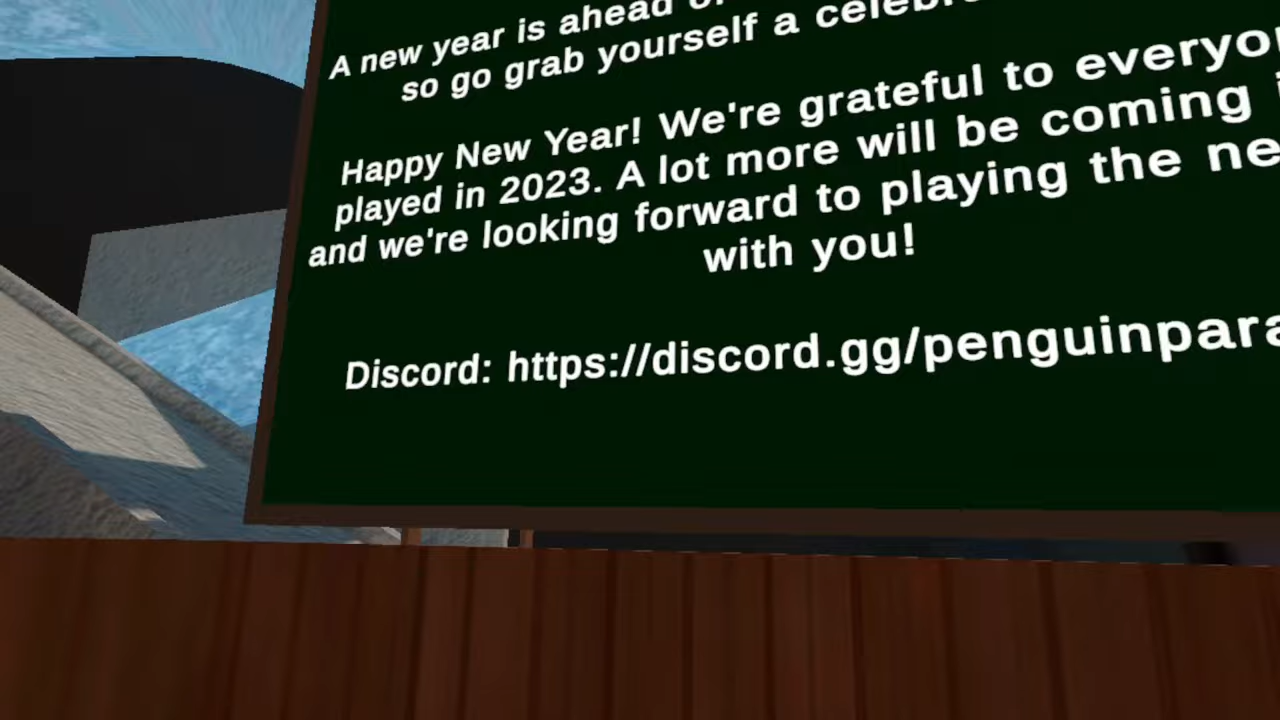 A new year is ahead
so go grab yourself a
Happy New Year! We're grateful to
played in 2023. A lot more will be coming
and we're looking forward to playing the
with you!
Discord: https://discord.gg/penguinpara